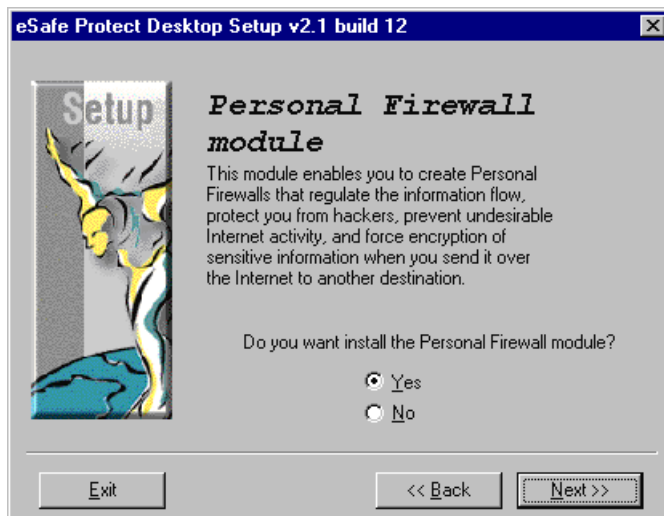 eSafe Protect Desktop Setup v2.1 build 12
Setup
Personal Firewall
module
This module enables you to create Personal
Firewalls that regulate the information flow,
protect you from hackers, prevent undesirable
Internet activity, and force encryption of
sensitive information when you send it over
the Internet to another destination.
Do you want install the Personal Firewall module?
Yes
No
Exit
<< Back
Next >>